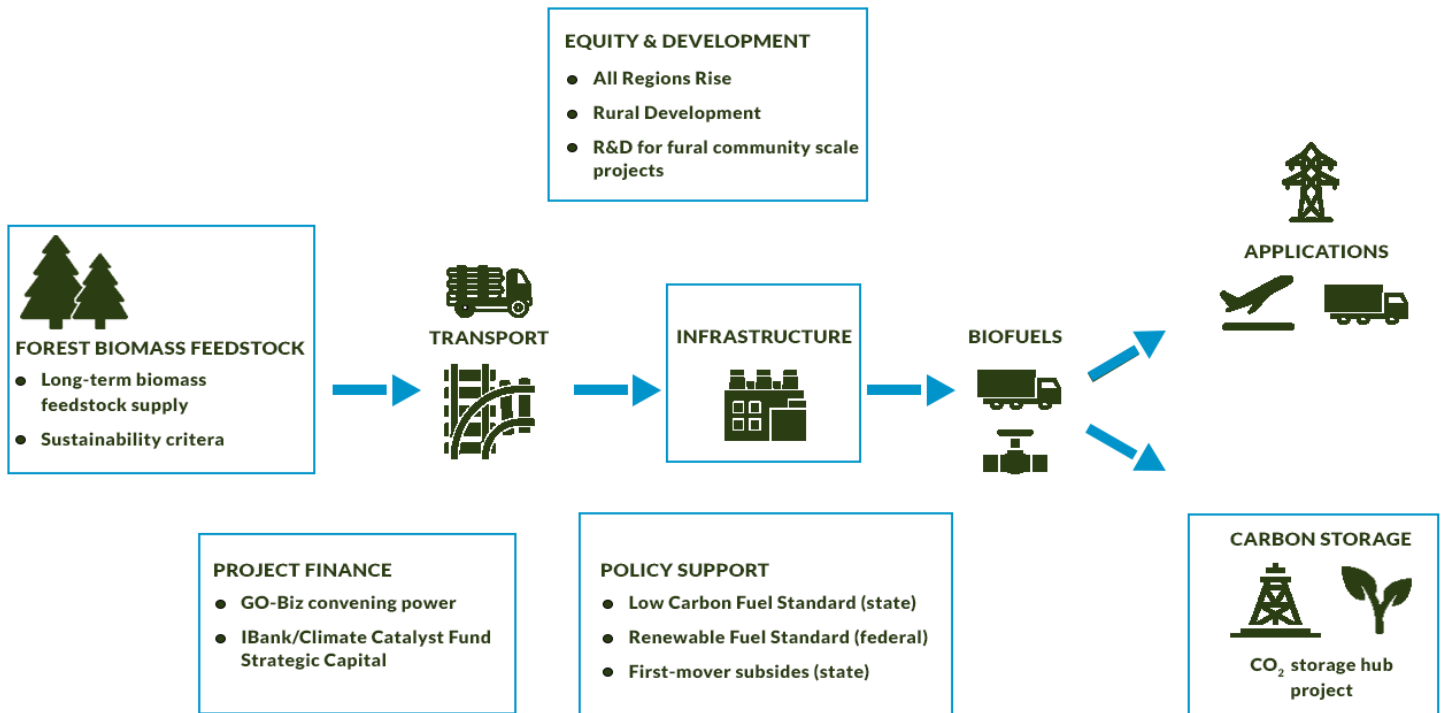 EQUITY & DEVELOPMENT
● All Regions Rise
● Rural Development
● R&D for fural community scale
projects
APPLICATIONS
FOREST BIOMASS FEEDSTOCK
● Long-term biomass
feedstock supply
● Sustainability critera
TRANSPORT
INFRASTRUCTURE
BIOFUELS
PROJECT FINANCE
● GO-Biz convening power
● IBank/Climate Catalyst Fund
Strategic Capital
POLICY SUPPORT
● Low Carbon Fuel Standard (state)
● Renewable Fuel Standard (federal)
● First-mover subsides (state)
CARBON STORAGE
CO₂ storage hub
project